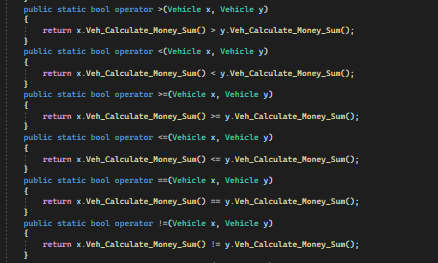 public static bool operator >(Vehicle x, Vehicle y)
{
return x.Veh_Calculate_Money_Sum() > y.Veh_Calculate_Money_Sum();
}
public static bool operator <(Vehicle x, Vehicle y)
{
return x.Veh_Calculate_Money_Sum() < y.Veh_Calculate_Money_Sum();
}
public static bool operator >=(Vehicle x, Vehicle y)
{
return x.Veh_Calculate_Money_Sum() >= y.Veh_Calculate_Money_Sum();
}
public static bool operator <=(Vehicle x, Vehicle y)
{
return x.Veh_Calculate_Money_Sum() <= y.Veh_Calculate_Money_Sum();
}
public static bool operator ==(Vehicle x, Vehicle y)
{
return x.Veh_Calculate_Money_Sum() == y.Veh_Calculate_Money_Sum();
}
public static bool operator !=(Vehicle x, Vehicle y)
{
return x.Veh_Calculate_Money_Sum() != y.Veh_Calculate_Money_Sum();
}